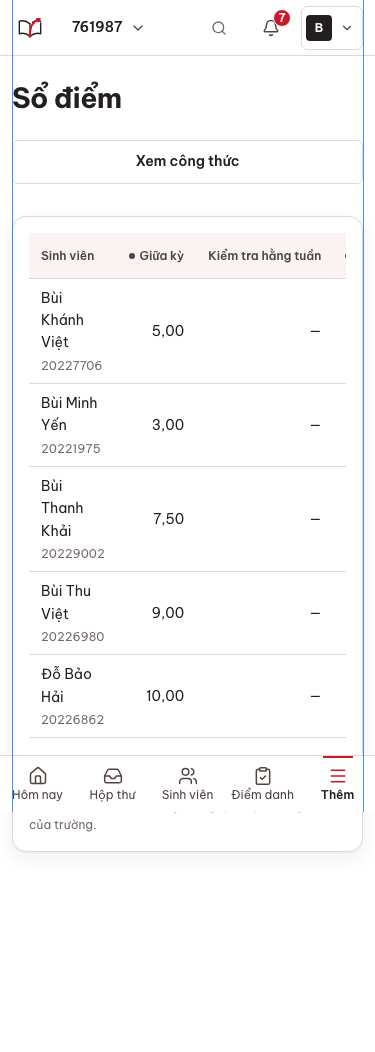 761987
7
B
Sổ điểm
Xem công thức
Sinh viên Giữa kỳ Kiểm tra hằng tuần
Bùi
Khánh
Việt
20227706
5,00 –
Bùi Minh
Yến
20221975
3,00 –
Bùi
Thanh
Khải
20229002
7,50 –
Bùi Thu
Việt
20226980
9,00 –
Đỗ Bảo
Hải
20226862
10,00 –
Hôm nay Hộp thư Sinh viên Điểm danh Thêm
của trường.